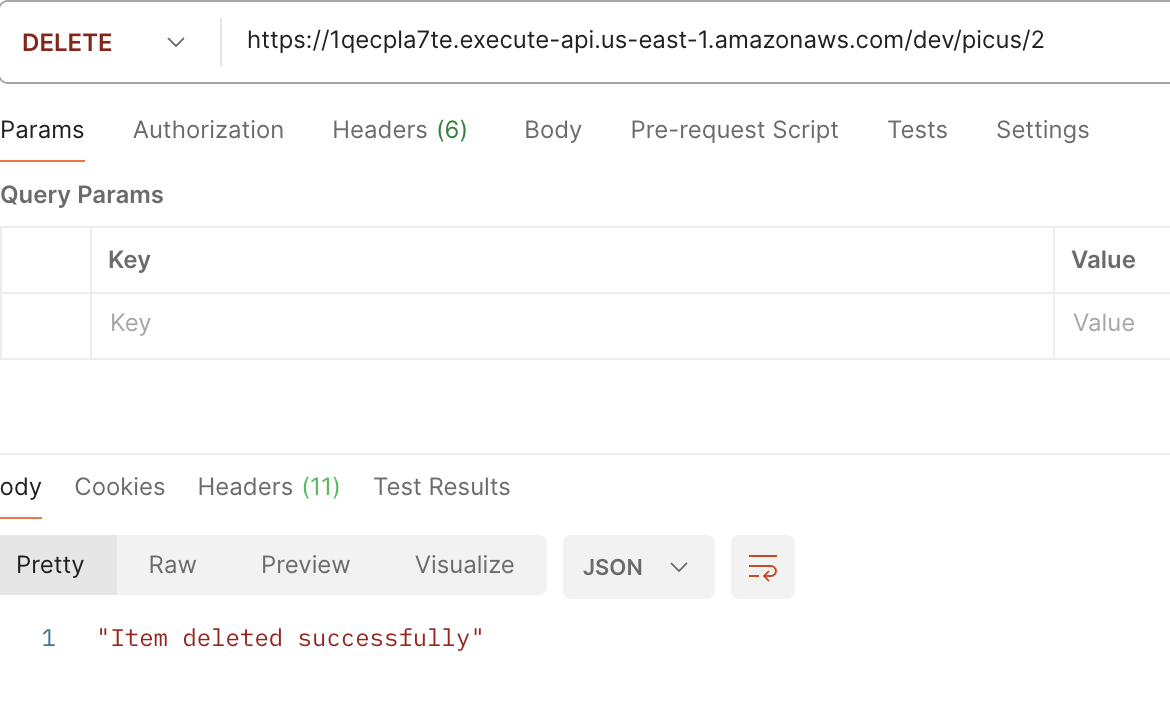 DELETE https://1qecpla7te.execute-api.us-east-1.amazonaws.com/dev/picus/2
Params Authorization Headers (6) Body Pre-request Script Tests Settings
Query Params
Key Value
Key Value
ody Cookies Headers (11) Test Results
Pretty Raw Preview Visualize JSON
1 "Item deleted successfully"